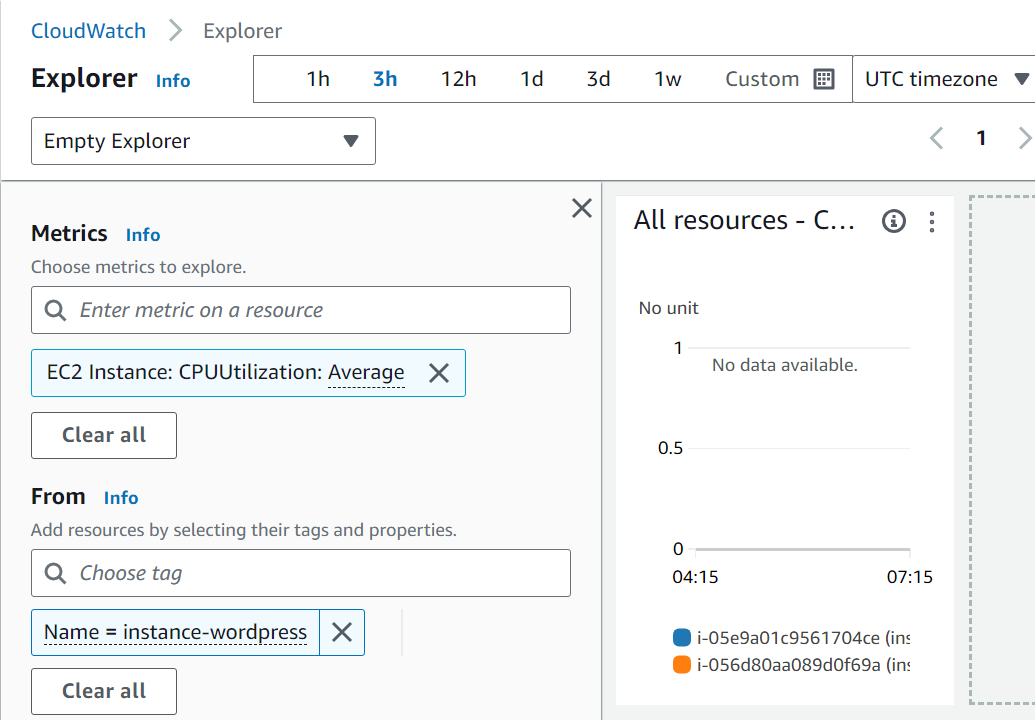 CloudWatch Explorer
Explorer Info
1h 3h 12h 1d 3d 1w Custom UTC timezone
Empty Explorer
1
Metrics Info
Choose metrics to explore.
Enter metric on a resource
EC2 Instance: CPUUtilization: Average
Clear all
From Info
Add resources by selecting their tags and properties.
Choose tag
Name = instance-wordpress
Clear all
All resources - C...
No unit
1
No data available.
0.5
0
04:15 07:15
i-05e9a01c9561704ce (ins
i-056d80aa089d0f69a (ins